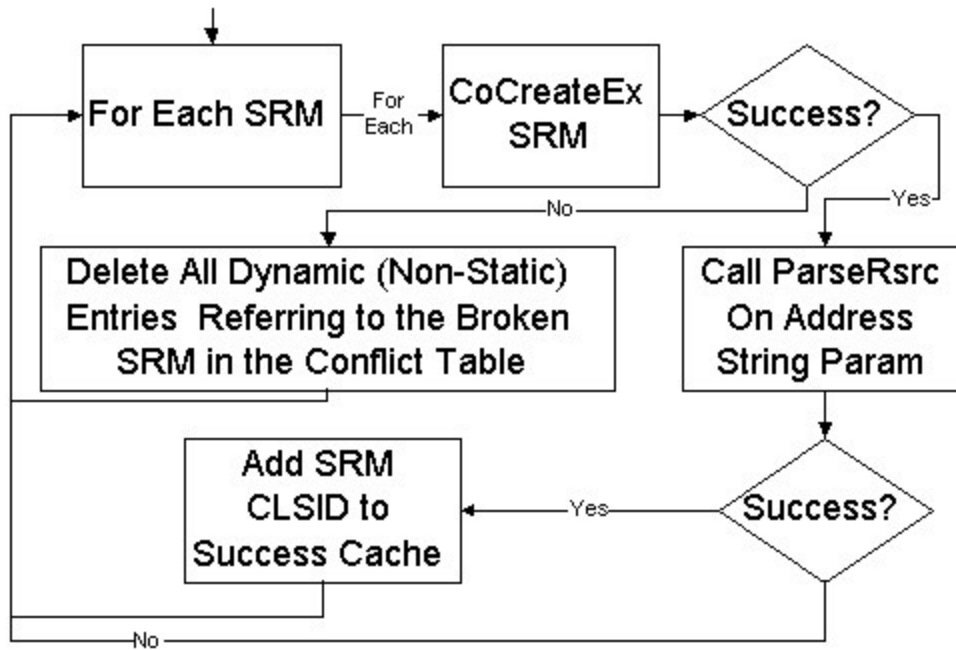 For Each SRM
For
Each
CoCreateEx
SRM
Success?
No
Yes
Delete All Dynamic (Non-Static)
Entries Referring to the Broken
SRM in the Conflict Table
Call ParseRsrc
On Address
String Param
Add SRM
CLSID to
Success Cache
Yes
Success?
No